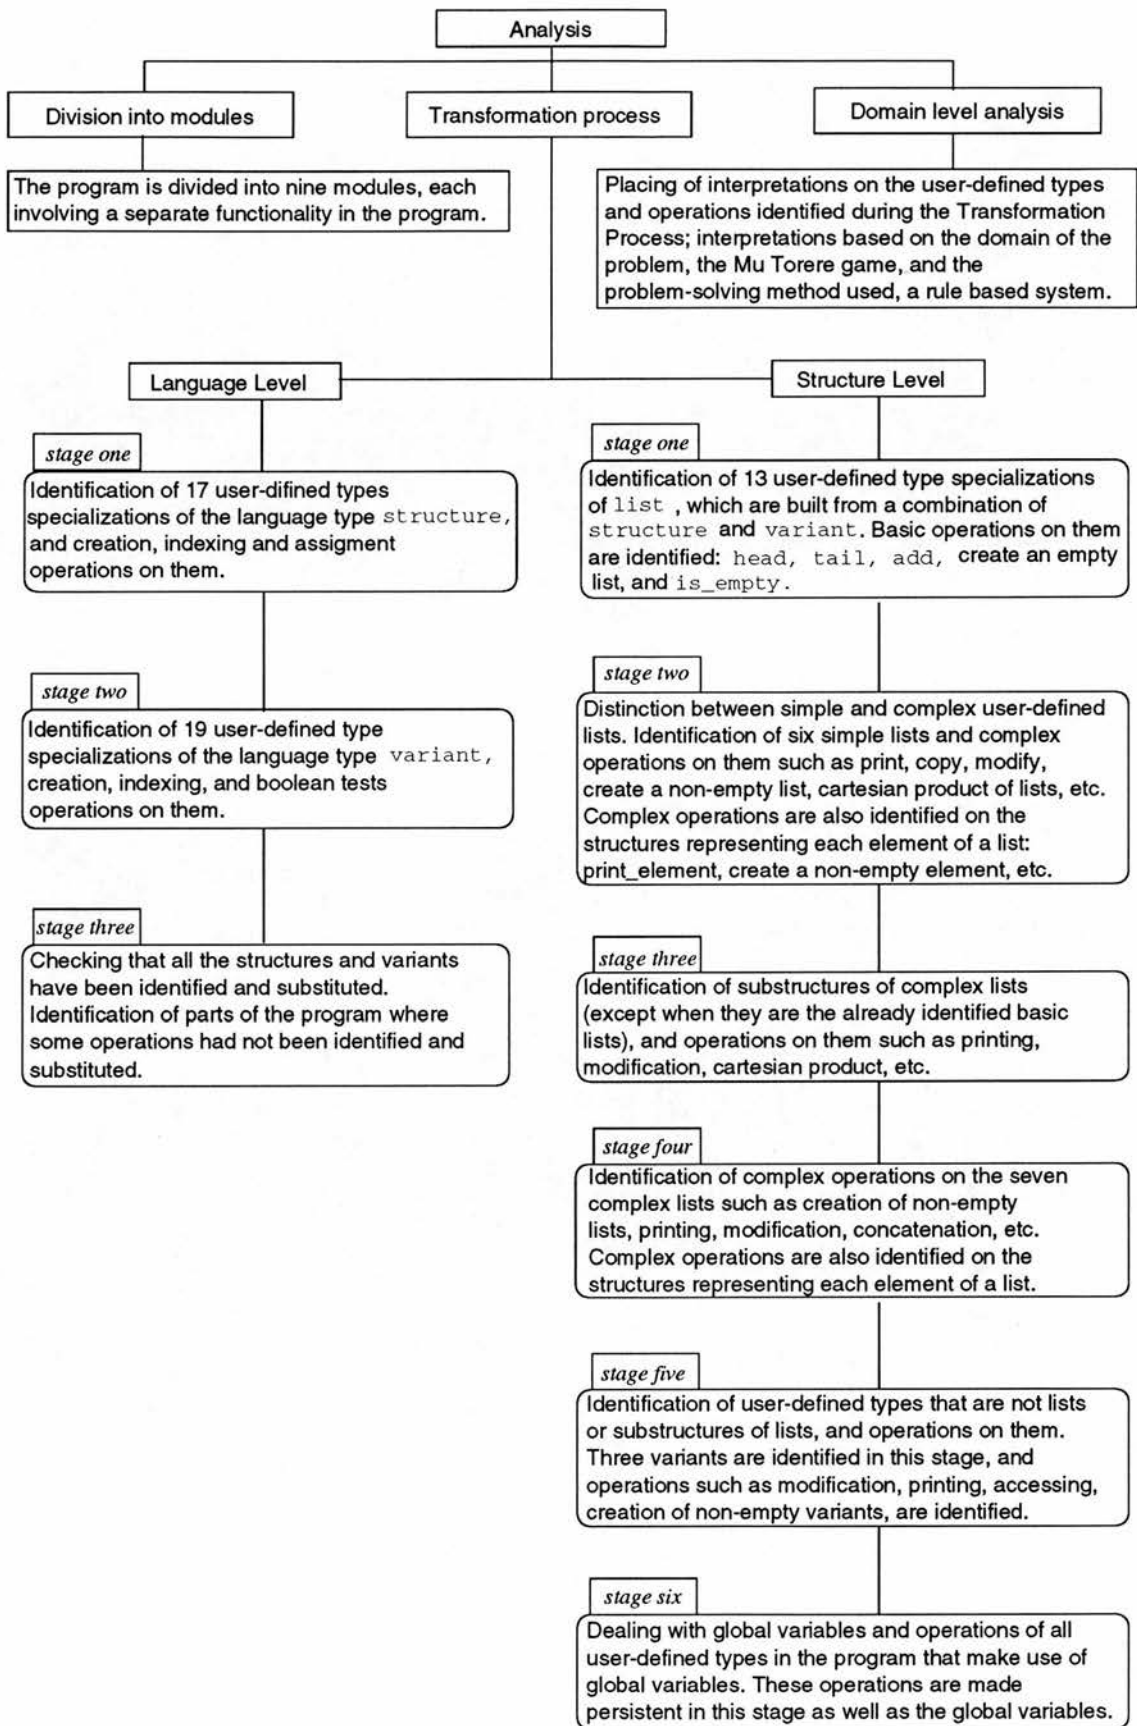 Analysis
Division into modules
Transformation process
Domain level analysis
The program is divided into nine modules, each
involving a separate functionality in the program.
Placing of interpretations on the user-defined types
and operations identified during the Transformation
Process; interpretations based on the domain of the
problem, the Mu Torere game, and the
problem-solving method used, a rule based system.
Language Level
Structure Level
stage one
Identification of 17 user-difined types
specializations of the language type structure,
and creation, indexing and assigment
operations on them.
stage two
Identification of 19 user-defined type
specializations of the language type variant,
creation, indexing, and boolean tests
operations on them.
stage three
Checking that all the structures and variants
have been identified and substituted.
Identification of parts of the program where
some operations had not been identified and
substituted.
stage one
Identification of 13 user-defined type specializations
of list , which are built from a combination of
structure and variant. Basic operations on them
are identified: head, tail, add, create an empty
list, and is_empty.
stage two
Distinction between simple and complex user-defined
lists. Identification of six simple lists and complex
operations on them such as print, copy, modify,
create a non-empty list, cartesian product of lists, etc.
Complex operations are also identified on the
structures representing each element of a list:
print_element, create a non-empty element, etc.
stage three
Identification of substructures of complex lists
(except when they are the already identified basic
lists), and operations on them such as printing,
modification, cartesian product, etc.
stage four
Identification of complex operations on the seven
complex lists such as creation of non-empty
lists, printing, modification, concatenation, etc.
Complex operations are also identified on the
structures representing each element of a list.
stage five
Identification of user-defined types that are not lists
or substructures of lists, and operations on them.
Three variants are identified in this stage, and
operations such as modification, printing, accessing,
creation of non-empty variants, are identified.
stage six
Dealing with global variables and operations of all
user-defined types in the program that make use of
global variables. These operations are made
persistent in this stage as well as the global variables.